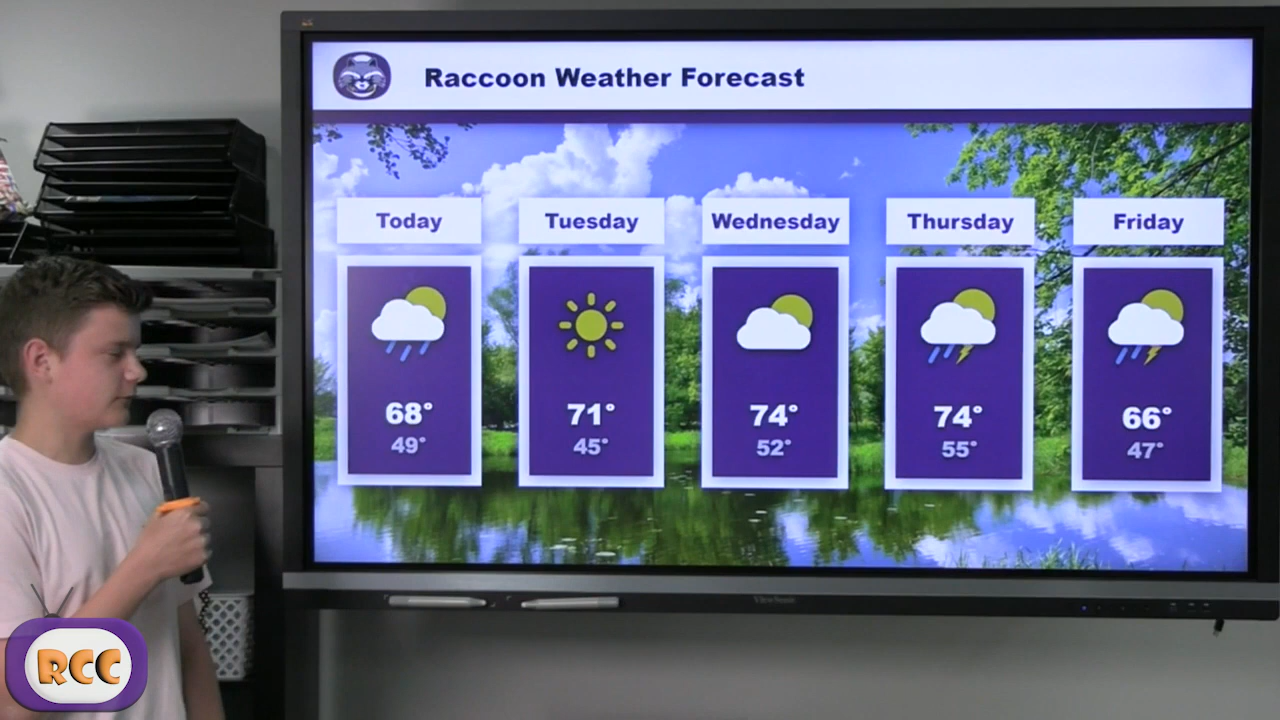 Raccoon Weather Forecast
Today
Tuesday
Wednesday
Thursday
Friday
68°
71°
74°
74°
66°
49°
45°
52°
55°
47°
ViewSonic
RCC